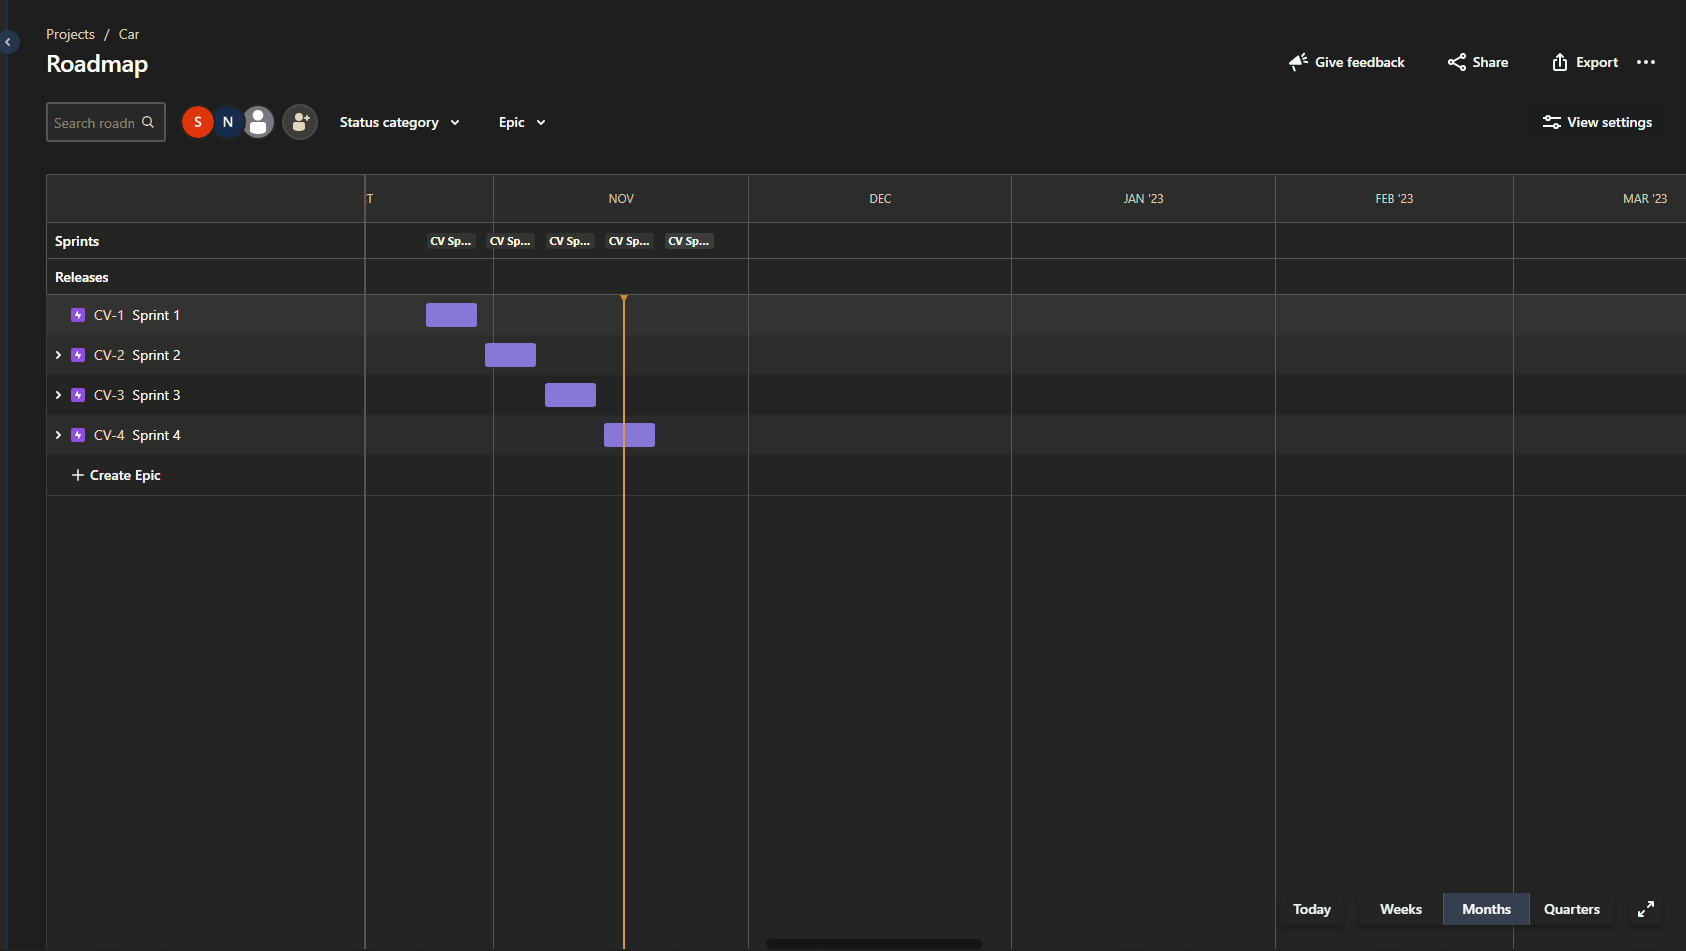 Projects / Car
Roadmap
Give feedback
Share
Export
Search roadn
S
N
Status category
Epic
View settings
NOV
DEC
JAN '23
FEB '23
MAR '23
Sprints
CV Sp...
CV Sp...
CV Sp...
CV Sp...
CV Sp...
Releases
CV-1 Sprint 1
CV-2 Sprint 2
CV-3 Sprint 3
CV-4 Sprint 4
Create Epic
Today
Weeks
Months
Quarters